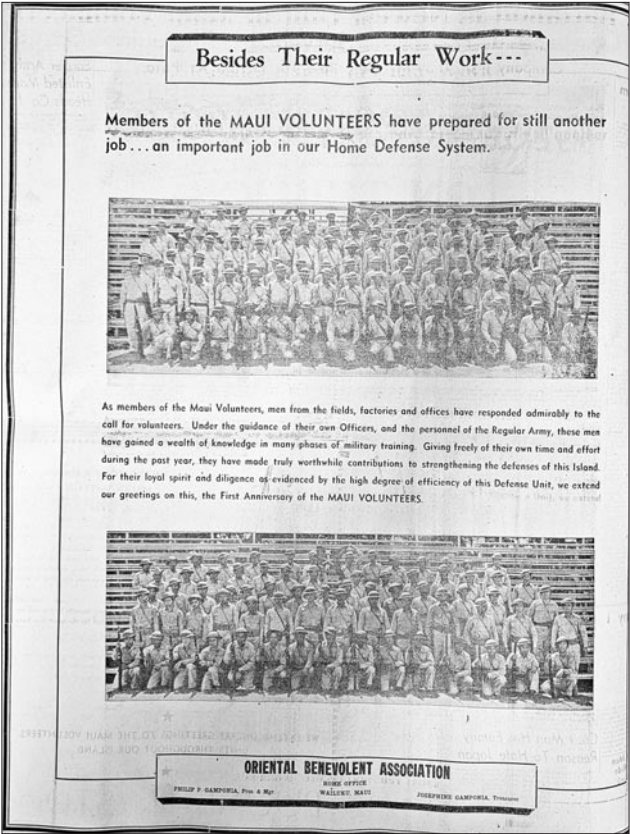 Besides Their Regular Work---
Members of the MAUI VOLUNTEERS have prepared for still another
job...an important job in our Home Defense System.
As members of the Maui Volunteers, men from the fields, factories and offices have responded admirably to the
call for volunteers. Under the guidance of their own Officers, and the personnel of the Regular Army, these men
have gained a wealth of knowledge in many phases of military training. Giving freely of their own time and effort
during the past year, they have made truly worthwhile contributions to strengthening the defenses of this Island.
For their loyal spirit and diligence as evidenced by the high degree of efficiency of this Defense Unit, we extend
our greetings on this, the First Anniversary of the MAUI VOLUNTEERS.
ORIENTAL BENEVOLENT ASSOCIATION
HOME OFFICE
PHILIP P. GAMPONIA, Pres. & Mgr. WAILUKU, MAUI JOSEPHINE GAMPONIA, Treasurer